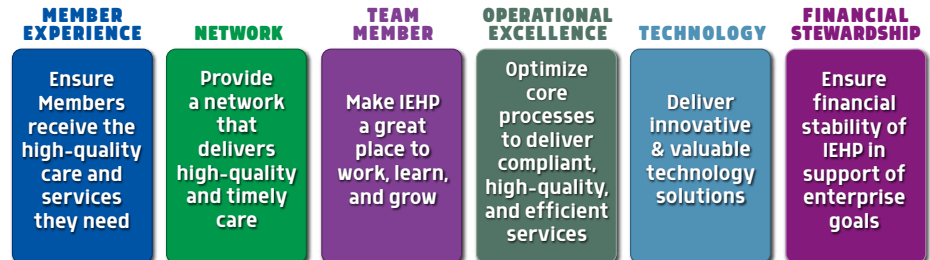 MEMBER
EXPERIENCE
Ensure
Members
receive the
high-quality
care and
services
they need
NETWORK
Provide
a network
that
delivers
high-quality
and timely
care
TEAM
MEMBER
Make IEHP
a great
place to
work, learn,
and grow
OPERATIONAL
EXCELLENCE
Optimize
core
processes
to deliver
compliant,
high-quality,
and efficient
services
TECHNOLOGY
Deliver
innovative
& valuable
technology
solutions
FINANCIAL
STEWARDSHIP
Ensure
financial
stability of
IEHP in
support of
enterprise
goals